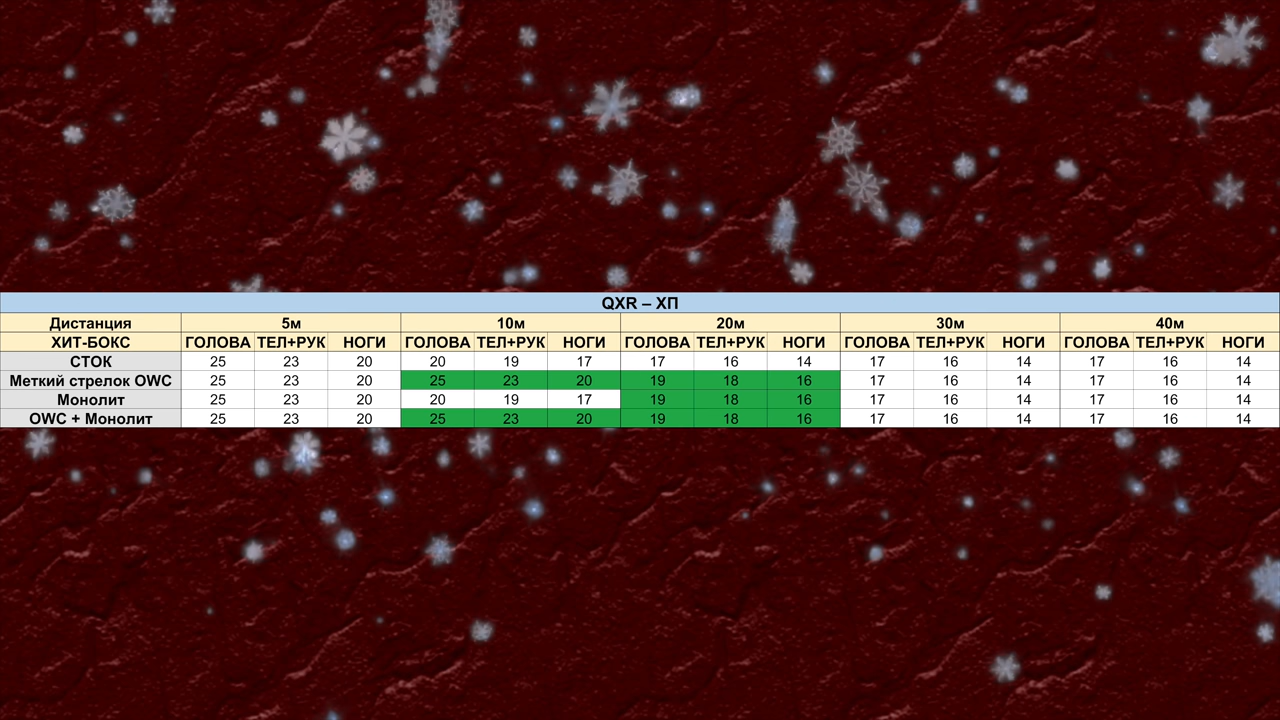 QXR – ХП
Дистанция 5м 10м 20м 30м 40м
ХИТ-БОКС ГОЛОВА ТЕЛ+РУК НОГИ ГОЛОВА ТЕЛ+РУК НОГИ ГОЛОВА ТЕЛ+РУК НОГИ ГОЛОВА ТЕЛ+РУК НОГИ ГОЛОВА ТЕЛ+РУК НОГИ
СТОК 25 23 20 20 19 17 17 16 14 17 16 14 17 16 14
Меткий стрелок OWC 25 23 20 25 23 20 19 18 16 17 16 14 17 16 14
Монолит 25 23 20 20 19 17 19 18 16 17 16 14 17 16 14
OWC + Монолит 25 23 20 25 23 20 19 18 16 17 16 14 17 16 14